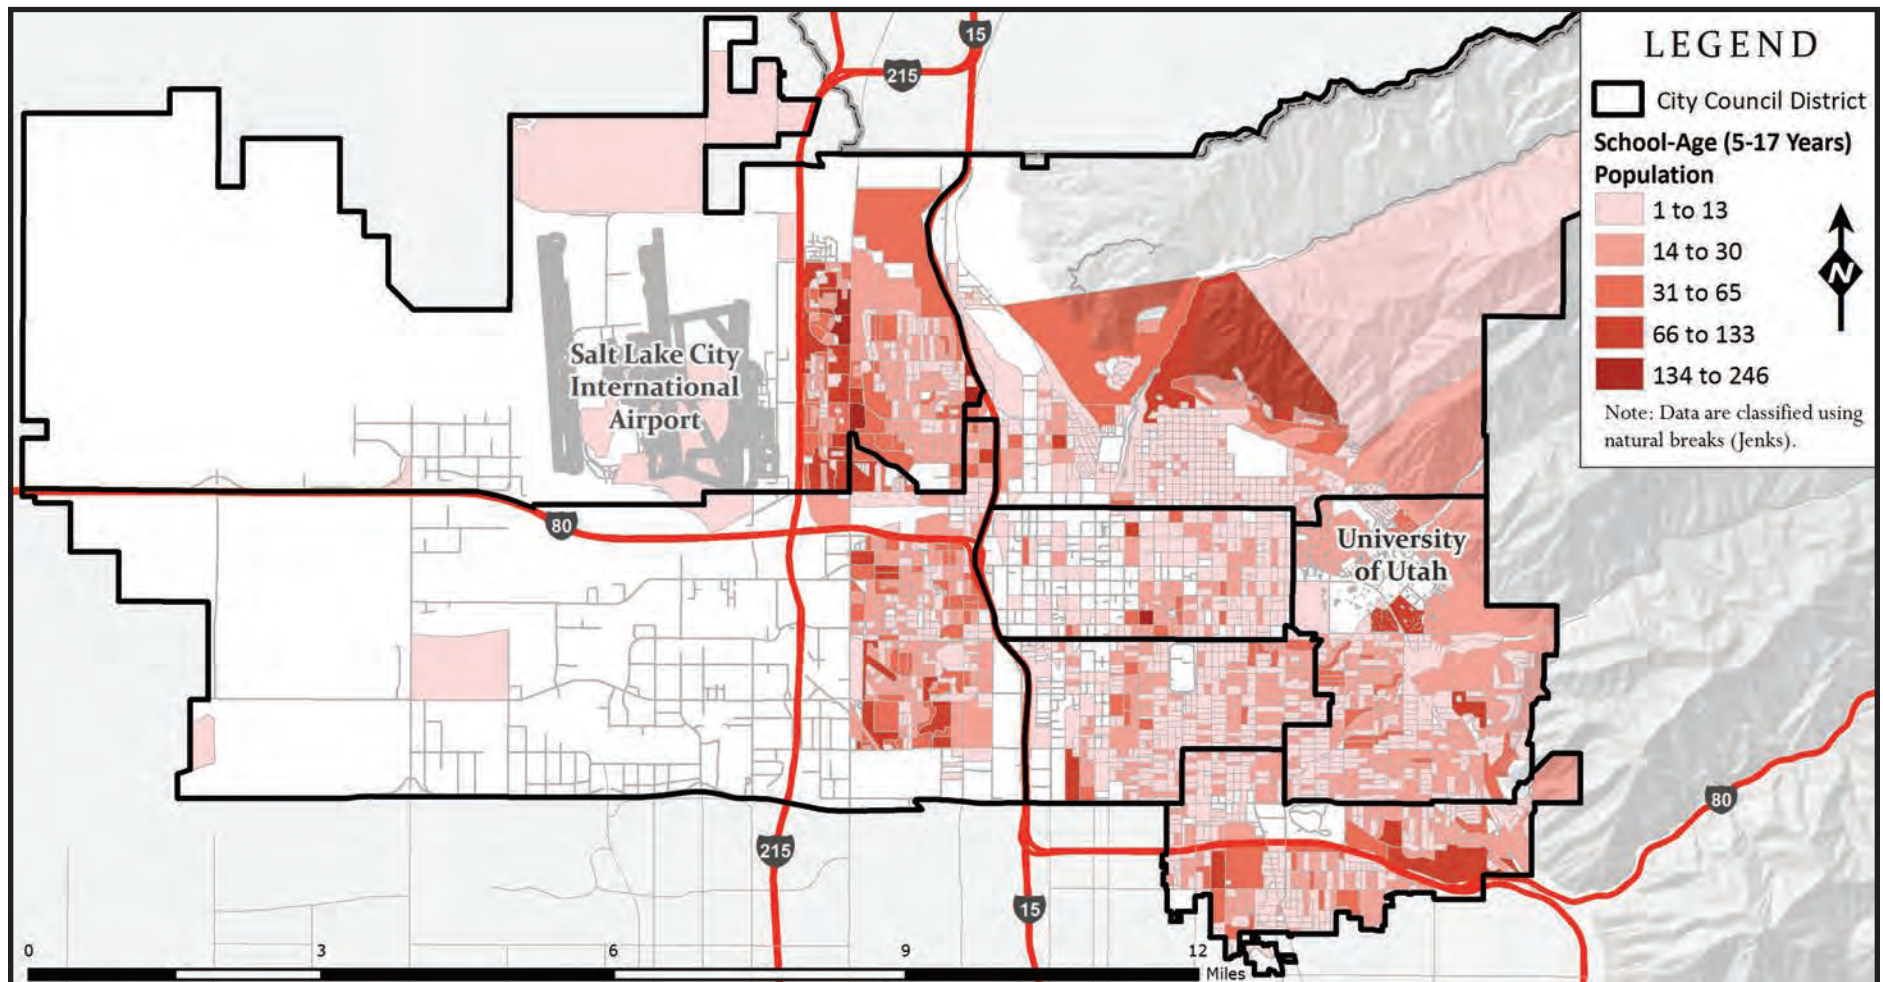 LEGEND
City Council District
School-Age (5-17 Years)
Population
1 to 13
14 to 30
31 to 65
66 to 133
134 to 246
Note: Data are classified using
natural breaks (Jenks).
N
15
215
Salt Lake City
International
Airport
80
University
of Utah
80
215
15
0 3 6 9 12
Miles